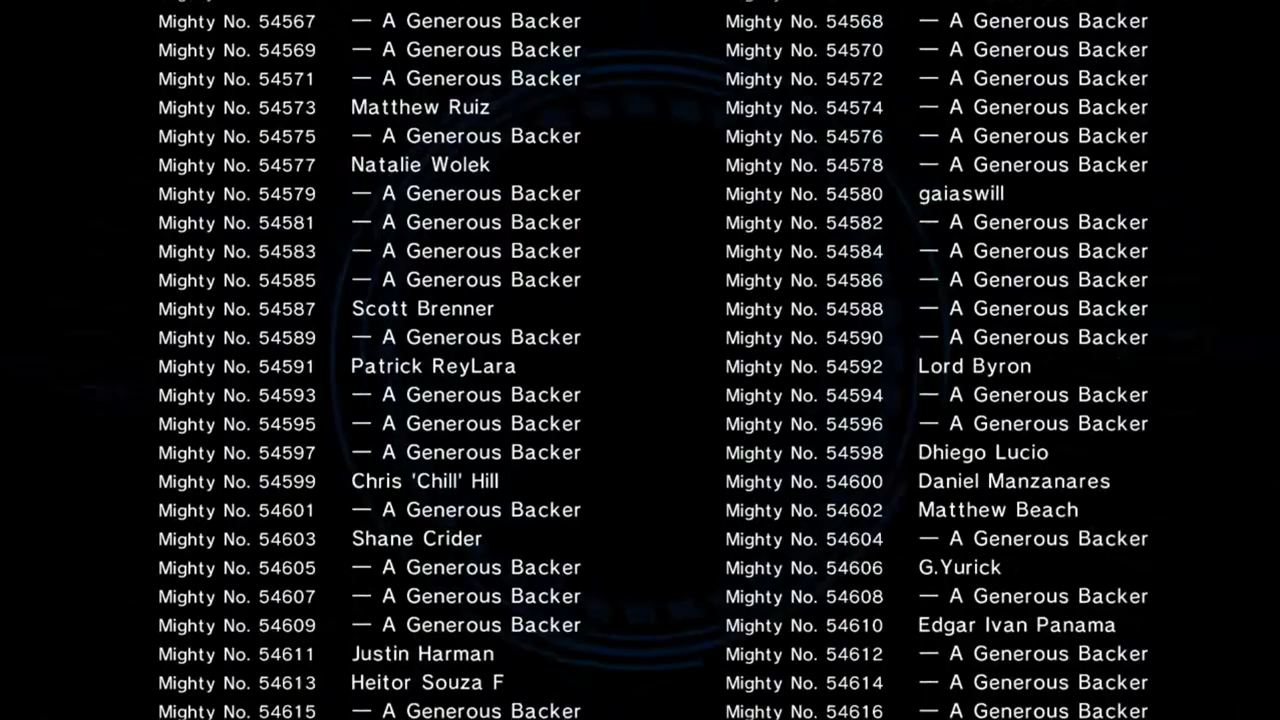 Mighty No. 54567 — A Generous Backer Mighty No. 54568 — A Generous Backer
Mighty No. 54569 — A Generous Backer Mighty No. 54570 — A Generous Backer
Mighty No. 54571 — A Generous Backer Mighty No. 54572 — A Generous Backer
Mighty No. 54573 Matthew Ruiz Mighty No. 54574 — A Generous Backer
Mighty No. 54575 — A Generous Backer Mighty No. 54576 — A Generous Backer
Mighty No. 54577 Natalie Wolek Mighty No. 54578 — A Generous Backer
Mighty No. 54579 — A Generous Backer Mighty No. 54580 gaiaswill
Mighty No. 54581 — A Generous Backer Mighty No. 54582 — A Generous Backer
Mighty No. 54583 — A Generous Backer Mighty No. 54584 — A Generous Backer
Mighty No. 54585 — A Generous Backer Mighty No. 54586 — A Generous Backer
Mighty No. 54587 Scott Brenner Mighty No. 54588 — A Generous Backer
Mighty No. 54589 — A Generous Backer Mighty No. 54590 — A Generous Backer
Mighty No. 54591 Patrick ReyLara Mighty No. 54592 Lord Byron
Mighty No. 54593 — A Generous Backer Mighty No. 54594 — A Generous Backer
Mighty No. 54595 — A Generous Backer Mighty No. 54596 — A Generous Backer
Mighty No. 54597 — A Generous Backer Mighty No. 54598 Dhiego Lucio
Mighty No. 54599 Chris 'Chill' Hill Mighty No. 54600 Daniel Manzanares
Mighty No. 54601 — A Generous Backer Mighty No. 54602 Matthew Beach
Mighty No. 54603 Shane Crider Mighty No. 54604 — A Generous Backer
Mighty No. 54605 — A Generous Backer Mighty No. 54606 G.Yurick
Mighty No. 54607 — A Generous Backer Mighty No. 54608 — A Generous Backer
Mighty No. 54609 — A Generous Backer Mighty No. 54610 Edgar Ivan Panama
Mighty No. 54611 Justin Harman Mighty No. 54612 — A Generous Backer
Mighty No. 54613 Heitor Souza F Mighty No. 54614 — A Generous Backer
Mighty No. 54615 — A Generous Backer Mighty No. 54616 — A Generous Backer